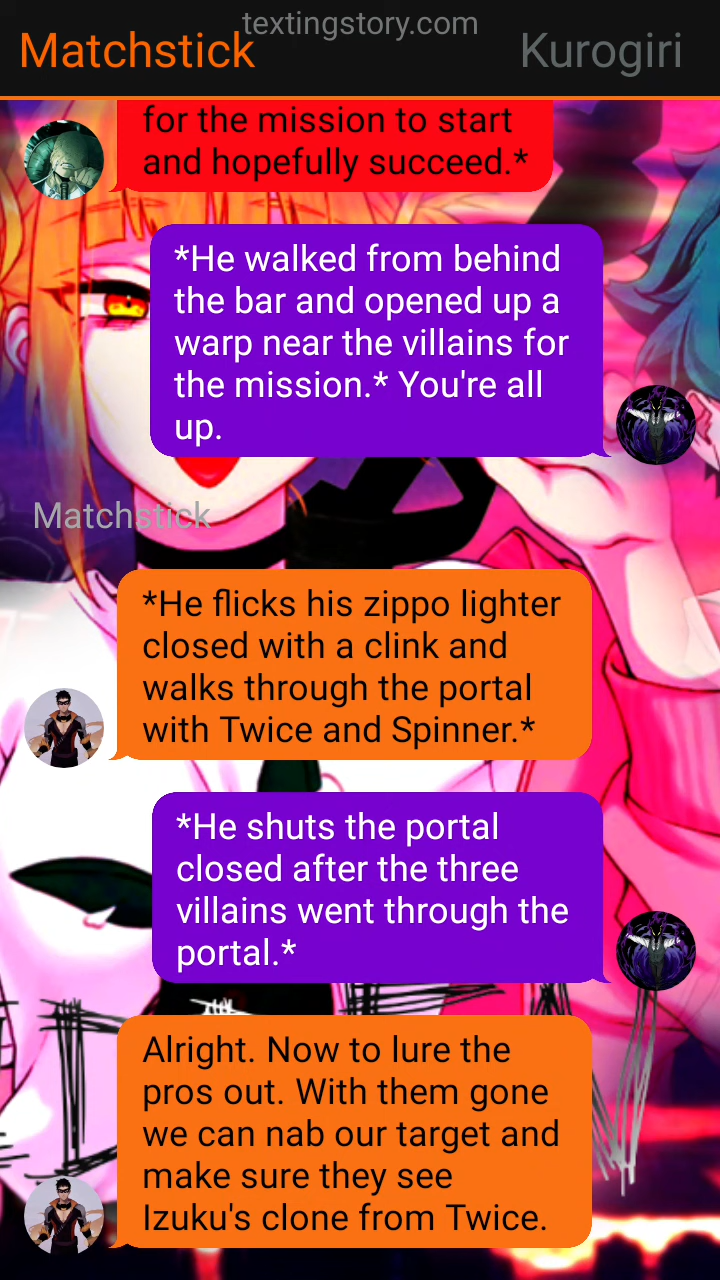 textingstory.com
Matchstick
Kurogiri
for the mission to start
and hopefully succeed.*
*He walked from behind
the bar and opened up a
warp near the villains for
the mission.* You're all
up.
Matchstick
*He flicks his zippo lighter
closed with a clink and
walks through the portal
with Twice and Spinner.*
*He shuts the portal
closed after the three
villains went through the
portal.*
Alright. Now to lure the
pros out. With them gone
we can nab our target and
make sure they see
Izuku's clone from Twice.